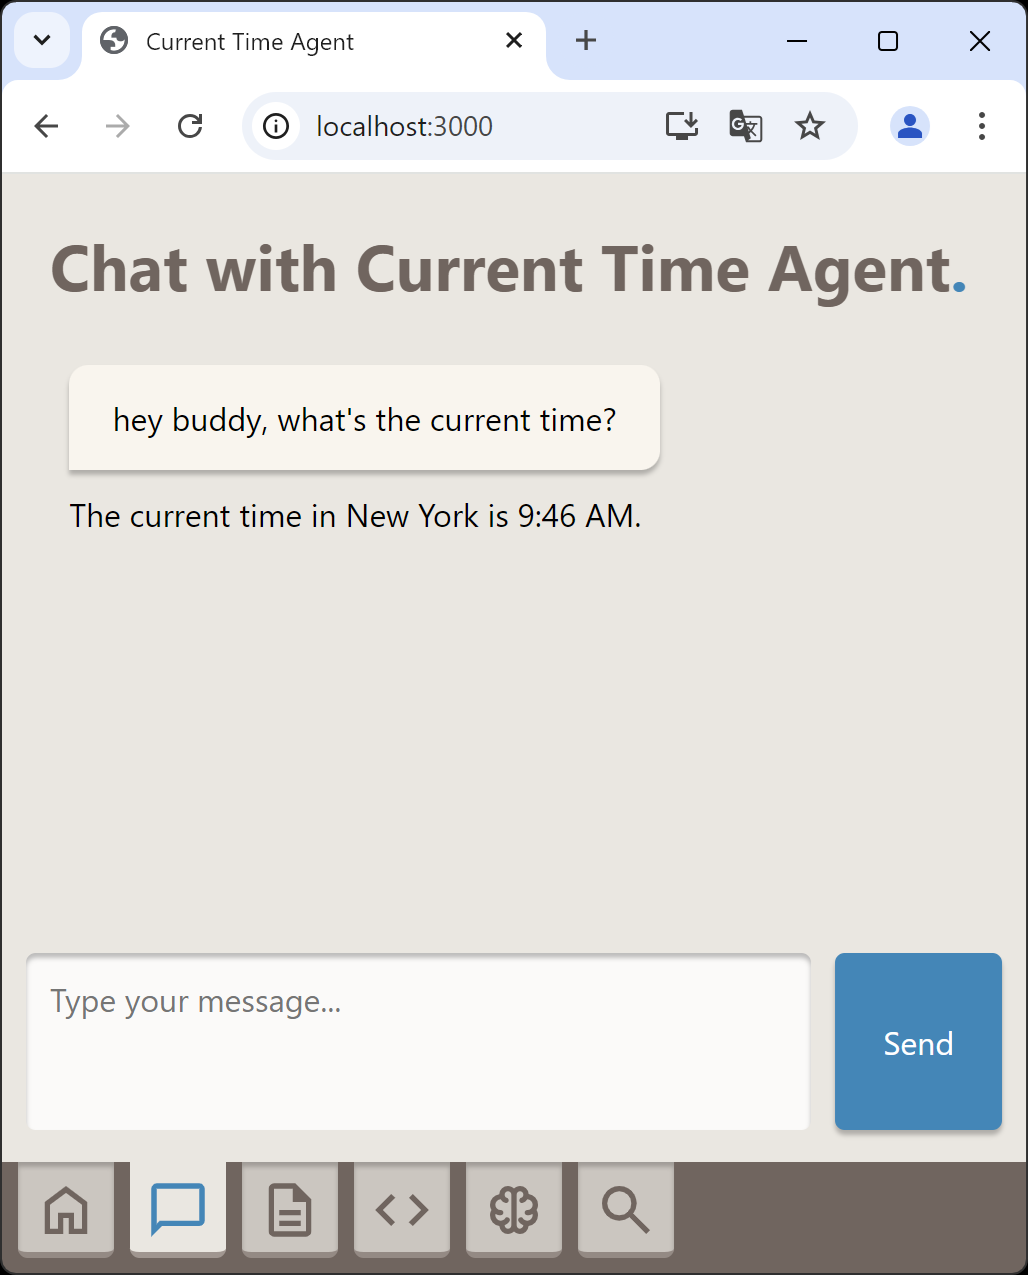 Current Time Agent
localhost:3000
Chat with Current Time Agent.
hey buddy, what's the current time?
The current time in New York is 9:46 AM.
Type your message...
Send